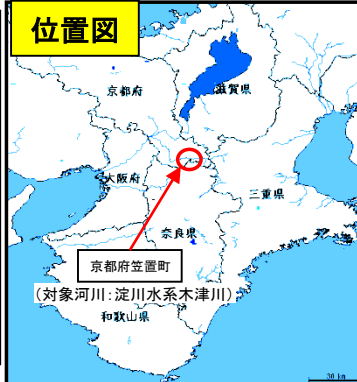 位置図
京都府
滋賀県
大阪府
三重県
奈良県
京都府笠置町
(対象河川:淀川水系木津川)
和歌山県
30 km